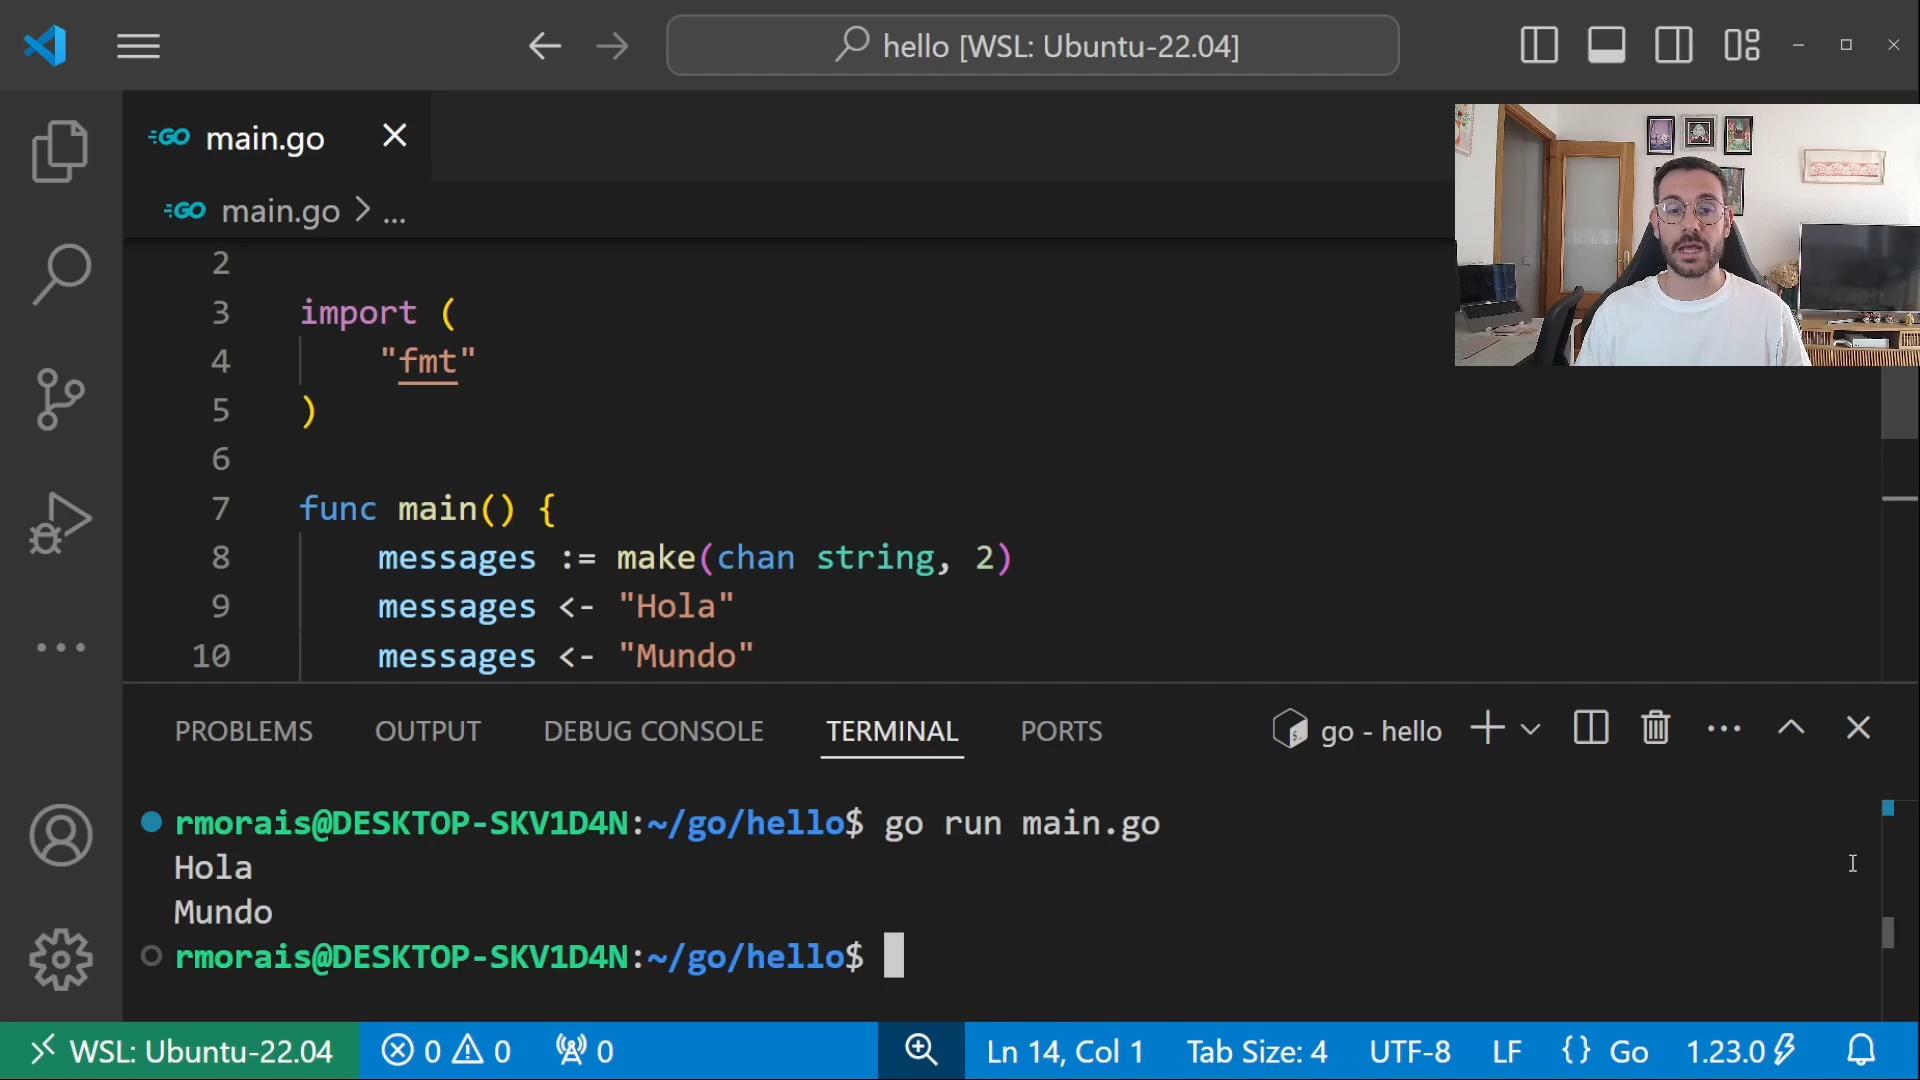 hello [WSL: Ubuntu-22.04]
GO main.go
GO main.go > ...
2
3 import (
4 "fmt"
5 )
6
7 func main() {
8 messages := make(chan string, 2)
9 messages <- "Hola"
10 messages <- "Mundo"
PROBLEMS OUTPUT DEBUG CONSOLE TERMINAL PORTS go - hello
rmorais@DESKTOP-SKV1D4N:~/go/hello$ go run main.go
Hola
Mundo
rmorais@DESKTOP-SKV1D4N:~/go/hello$
WSL: Ubuntu-22.04 0 0 0 Ln 14, Col 1 Tab Size: 4 UTF-8 LF {} Go 1.23.0